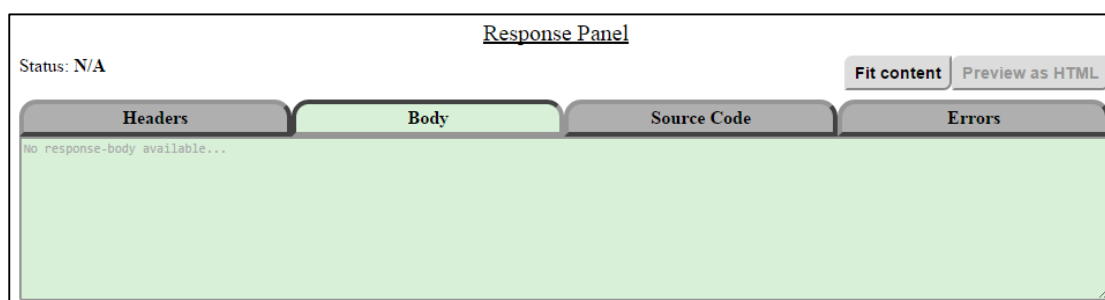 Response Panel
Status: N/A
Fit content Preview as HTML
Headers Body Source Code Errors
No response-body available...